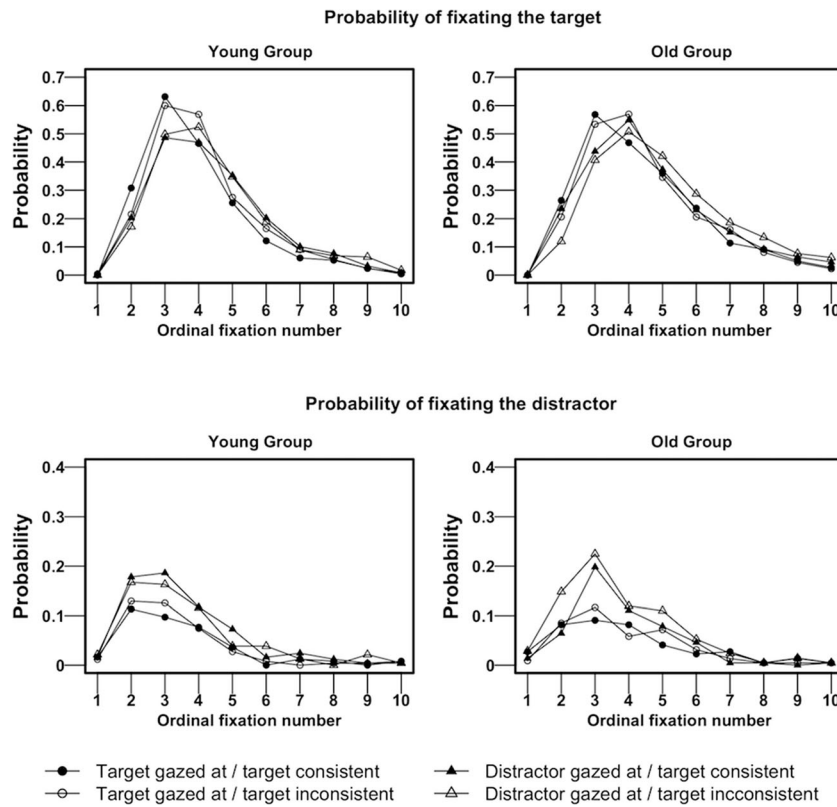 Probability of fixating the target
Young Group
Old Group
0.7
0.6
0.5
0.4
0.3
0.2
0.1
0
Probability
1 2 3 4 5 6 7 8 9 10
Ordinal fixation number
0.7
0.6
0.5
0.4
0.3
0.2
0.1
0
Probability
1 2 3 4 5 6 7 8 9 10
Ordinal fixation number
Probability of fixating the distractor
Young Group
Old Group
0.4
0.3
0.2
0.1
0
Probability
1 2 3 4 5 6 7 8 9 10
Ordinal fixation number
0.4
0.3
0.2
0.1
0
Probability
1 2 3 4 5 6 7 8 9 10
Ordinal fixation number
Target gazed at / target consistent
Target gazed at / target inconsistent
Distractor gazed at / target consistent
Distractor gazed at / target incconsistent